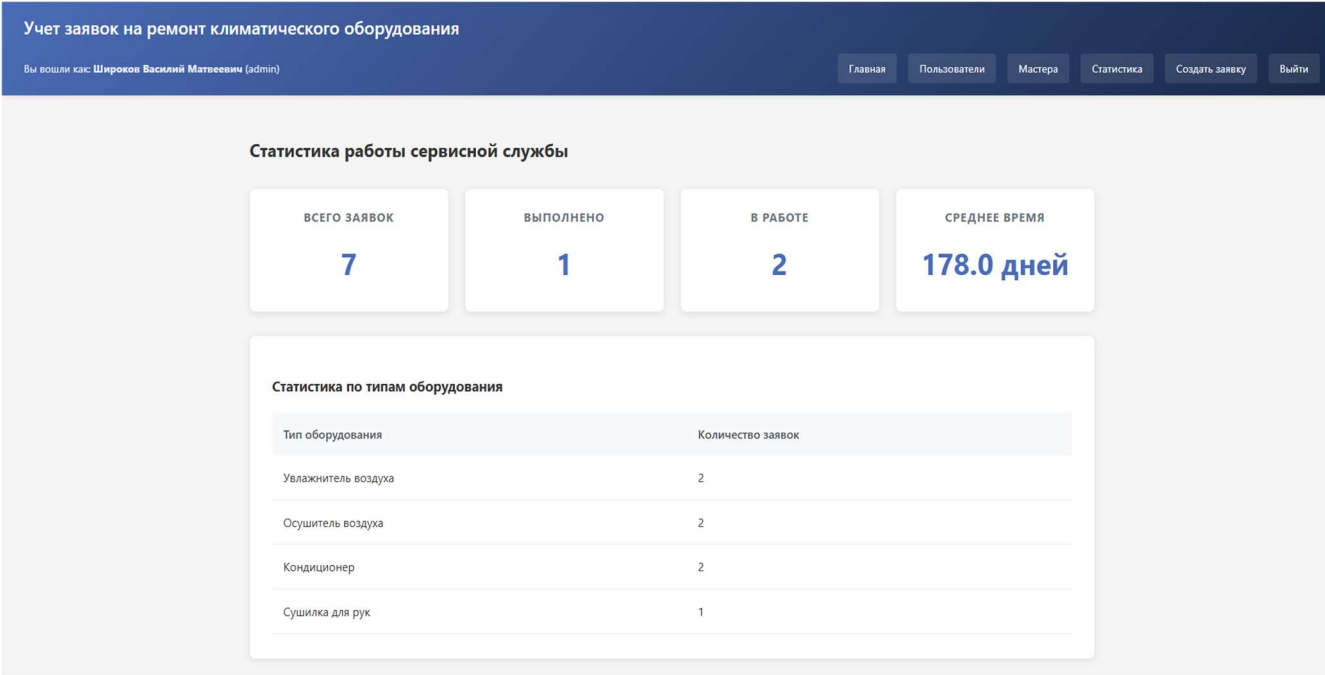 Учет заявок на ремонт климатического оборудования
Вы вошли как: Широков Василий Матвеевич (admin)
Главная Пользователи Мастера Статистика Создать заявку Выйти
Статистика работы сервисной службы
ВСЕГО ЗАЯВОК ВЫПОЛНЕНО В РАБОТЕ СРЕДНЕЕ ВРЕМЯ
7 1 2 178.0 дней
Статистика по типам оборудования
Тип оборудования Количество заявок
Увлажнитель воздуха 2
Осушитель воздуха 2
Кондиционер 2
Сушилка для рук 1